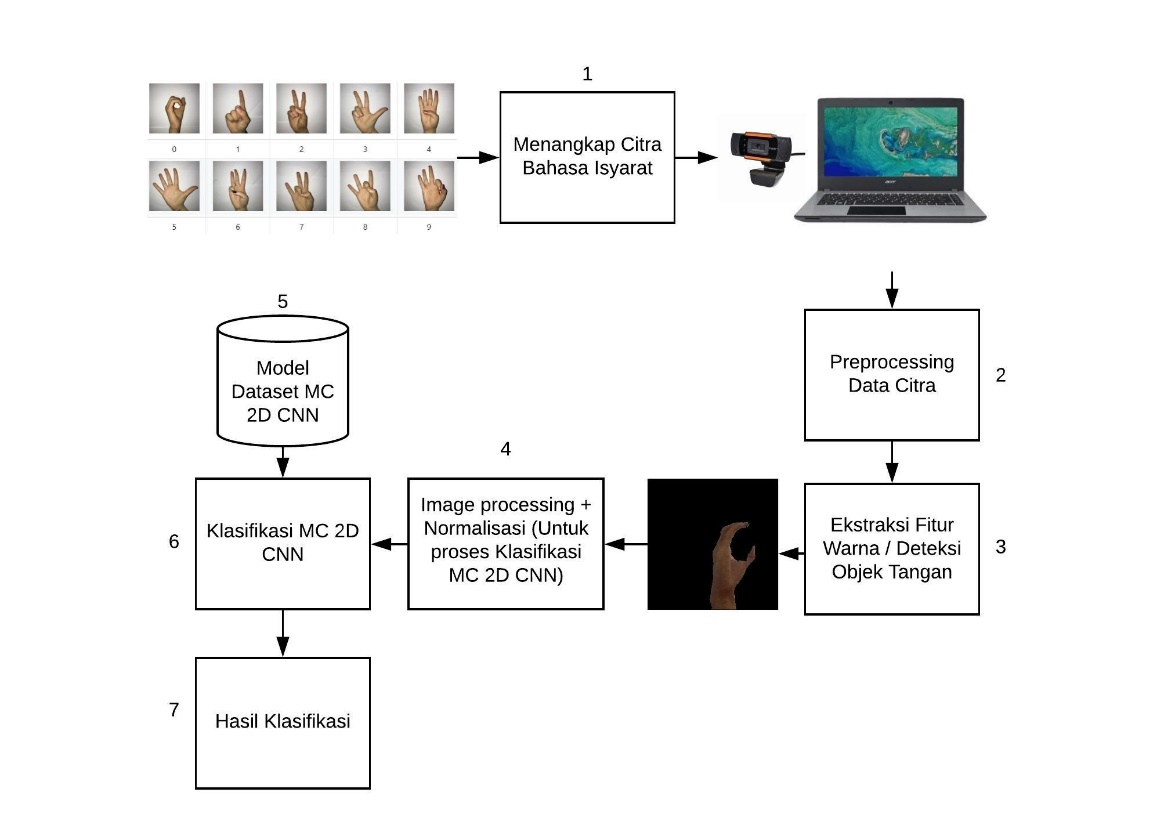 1
Menangkap Citra
Bahasa Isyarat
0 1 2 3 4
5 6 7 8 9
acer
5
Model
Dataset MC
2D CNN
Preprocessing
Data Citra
2
4
6
Klasifikasi MC 2D
CNN
Image processing +
Normalisasi (Untuk
proses Klasifikasi
MC 2D CNN)
Ekstraksi Fitur
Warna / Deteksi
Objek Tangan
3
7
Hasil Klasifikasi